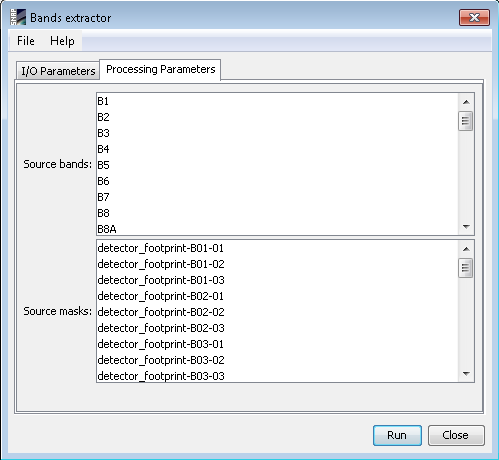 Bands extractor
File Help
I/O Parameters Processing Parameters
Source bands:
B1
B2
B3
B4
B5
B6
B7
B8
B8A
Source masks:
detector_footprint-B01-01
detector_footprint-B01-02
detector_footprint-B01-03
detector_footprint-B02-01
detector_footprint-B02-02
detector_footprint-B02-03
detector_footprint-B03-01
detector_footprint-B03-02
detector_footprint-B03-03
Run Close